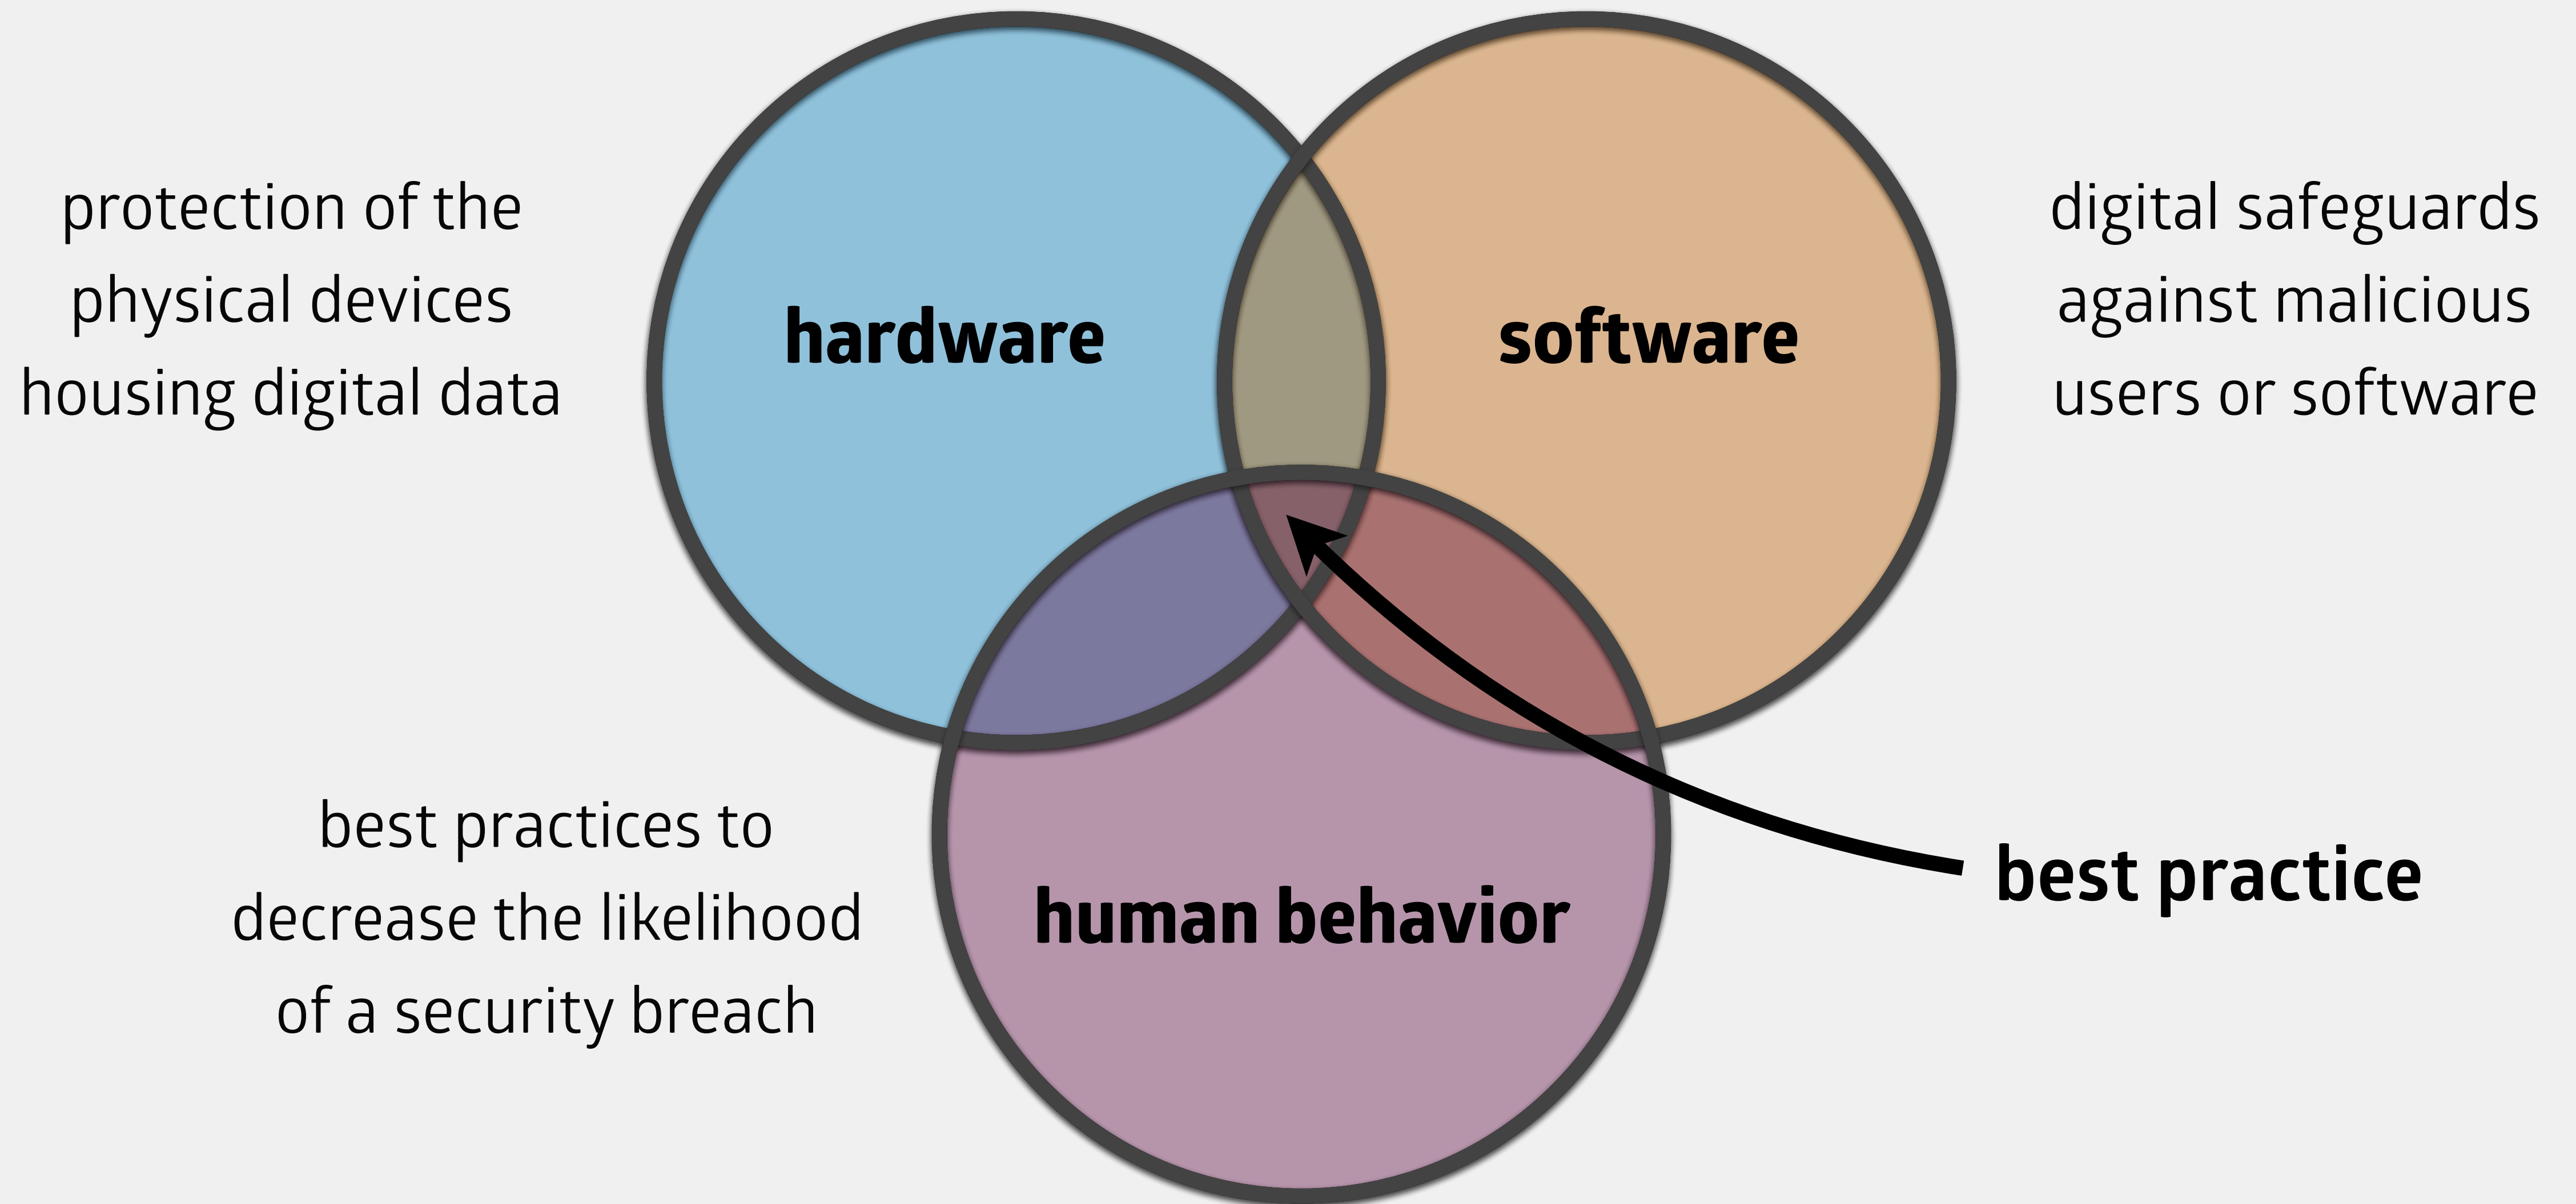 protection of the
physical devices
housing digital data
hardware
software
digital safeguards
against malicious
users or software
best practices to
decrease the likelihood
of a security breach
human behavior
best practice